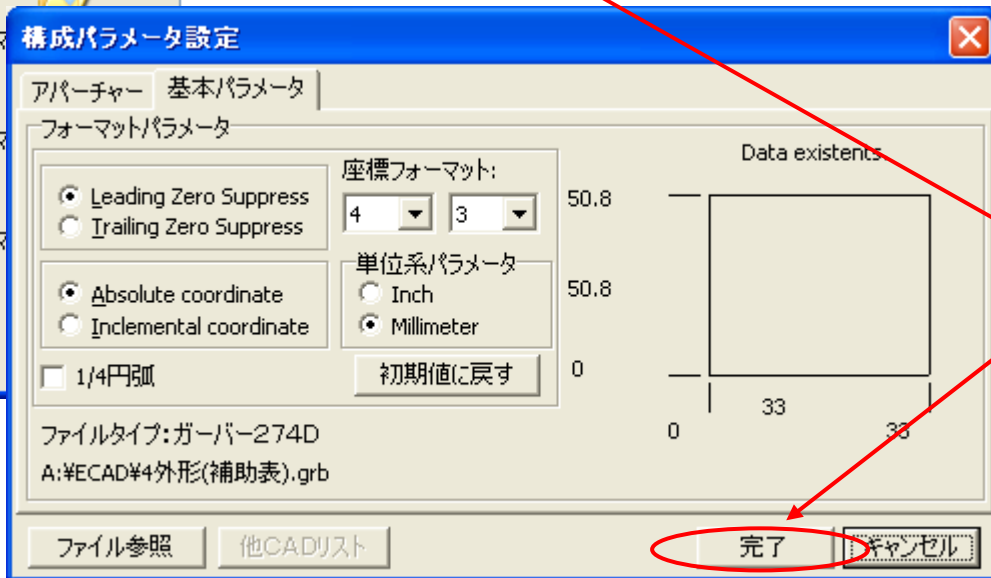 構成パラメータ設定
アパーチャー 基本パラメータ
フォーマットパラメータ
Leading Zero Suppress
Trailing Zero Suppress
座標フォーマット:
4 3
Absolute coordinate
Inclemental coordinate
単位系パラメータ
Inch
Millimeter
1/4円弧
初期値に戻す
Data existents.
50.8
50.8
0
33
0 33
ファイルタイプ:ガーバー274D
A:¥ECAD¥4外形(補助表).grb
ファイル参照 他CADリスト 完了 キャンセル